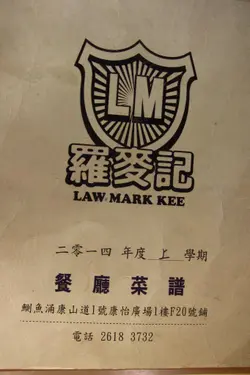 LM
羅麥記
LAW MARK KEE
二零一四 年度 上 學期
餐廳菜譜
鰂魚涌康山道1號康怡廣場1樓F20號舖
電話 2618 3732